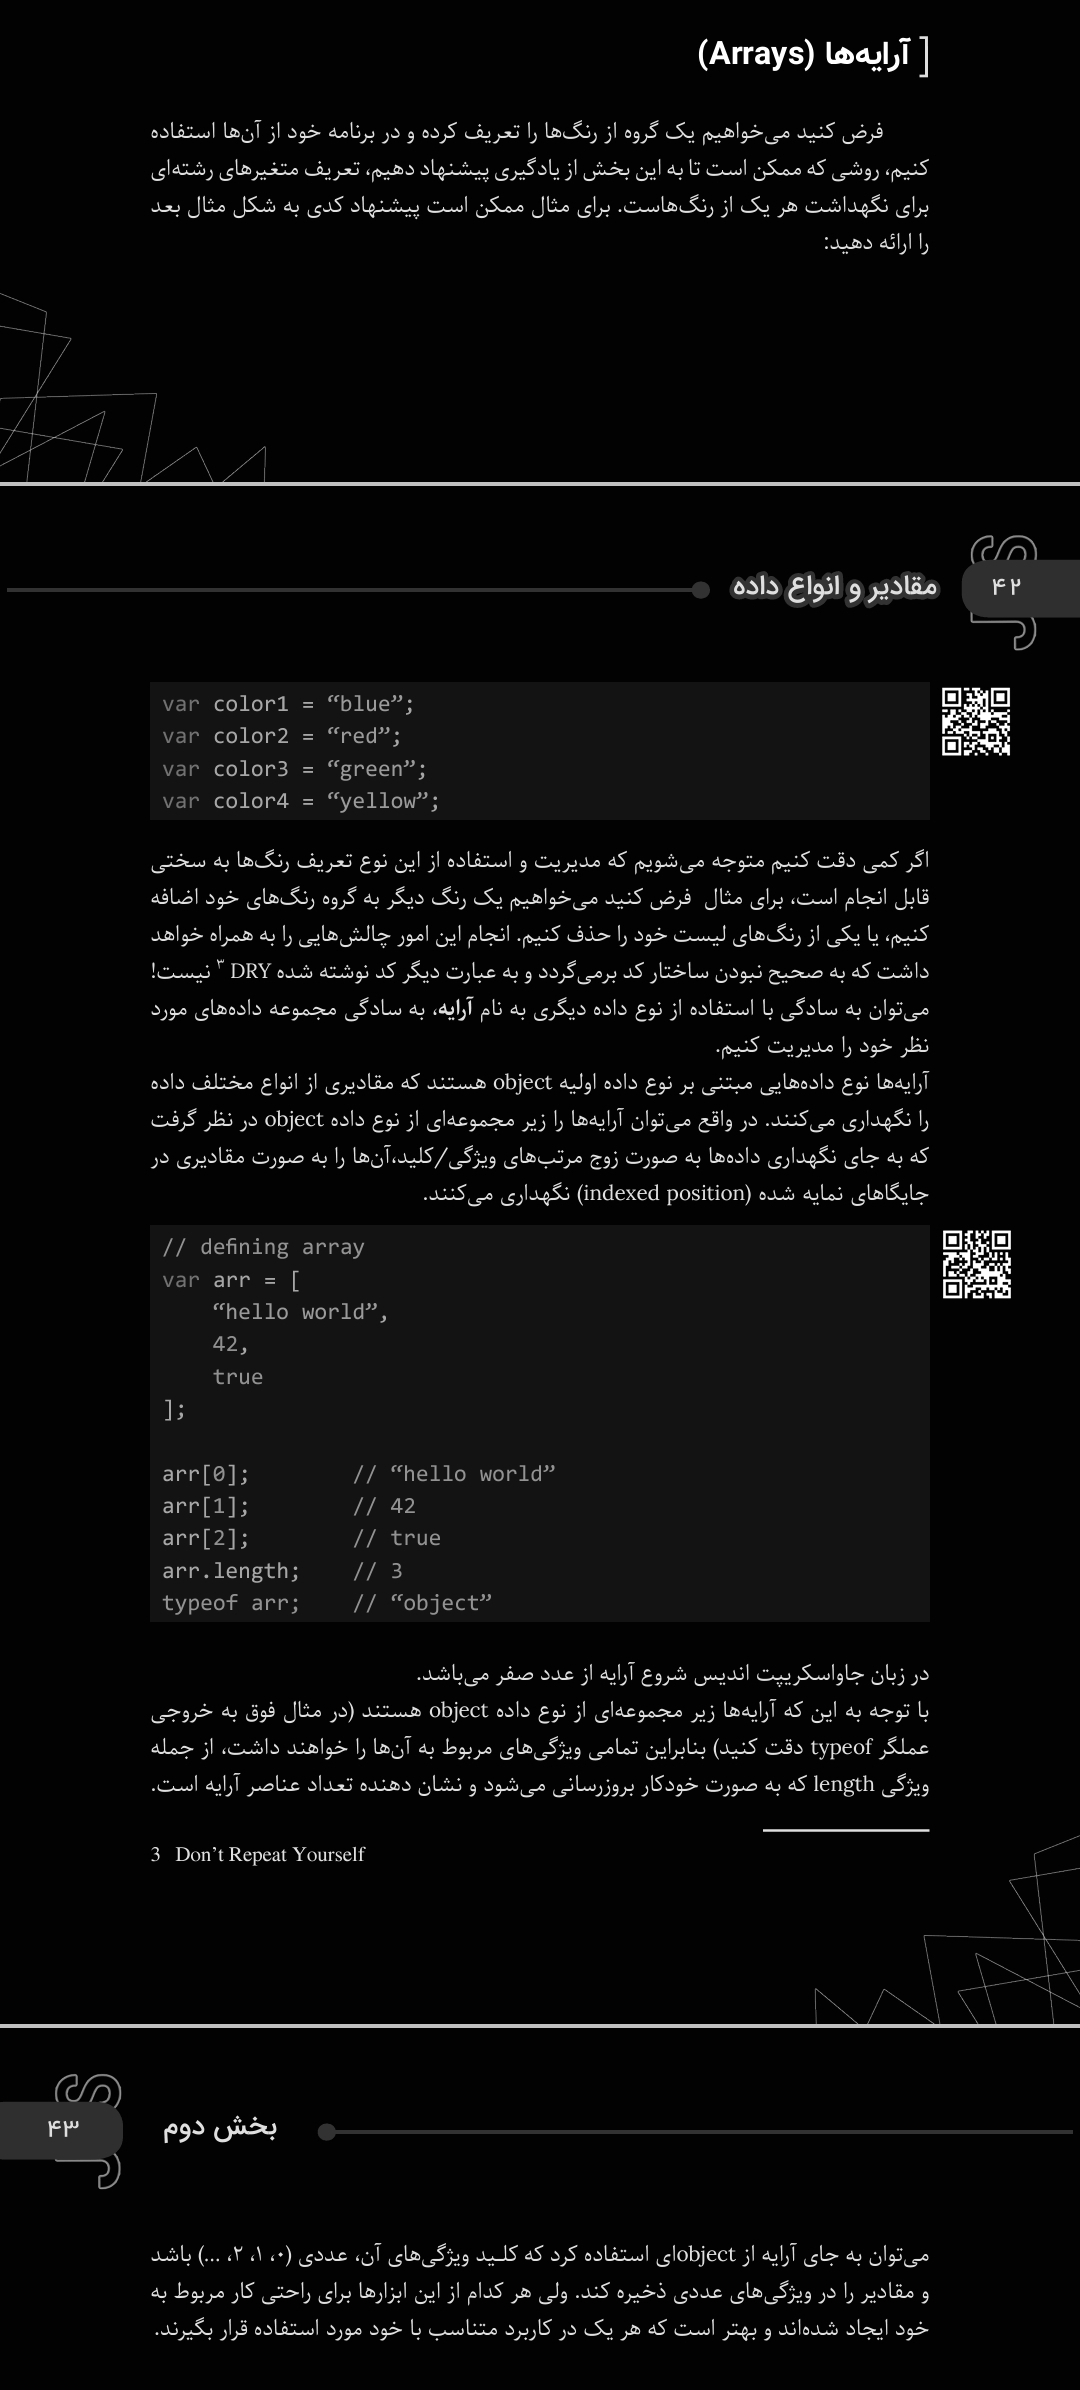 آرایه‌ها (Arrays)
فرض کنید می‌خواهیم یک گروه از رنگ‌ها را تعریف کرده و در برنامه خود از آن‌ها استفاده
کنیم، روشی که ممکن است تا به این بخش از یادگیری پیشنهاد دهیم، تعریف متغیرهای رشته‌ای
برای نگهداشت هر یک از رنگ‌هاست. برای مثال ممکن است پیشنهاد کدی به شکل مثال بعد
را ارائه دهید:
JS
۴۲
مقادیر و انواع داده
var color1 = “blue”;
var color2 = “red”;
var color3 = “green”;
var color4 = “yellow”;
اگر کمی دقت کنیم متوجه می‌شویم که مدیریت و استفاده از این نوع تعریف رنگ‌ها به سختی
قابل انجام است، برای مثال  فرض کنید می‌خواهیم یک رنگ دیگر به گروه رنگ‌های خود اضافه
کنیم، یا یکی از رنگ‌های لیست خود را حذف کنیم. انجام این امور چالش‌هایی را به همراه خواهد
داشت که به صحیح نبودن ساختار کد برمی‌گردد و به عبارت دیگر کد نوشته شده DRY ۳ نیست!
می‌توان به سادگی با استفاده از نوع داده دیگری به نام آرایه، به سادگی مجموعه داده‌های مورد
نظر خود را مدیریت کنیم.
آرایه‌ها نوع داده‌هایی مبتنی بر نوع داده اولیه object هستند که مقادیری از انواع مختلف داده
را نگهداری می‌کنند. در واقع می‌توان آرایه‌ها را زیر مجموعه‌ای از نوع داده object در نظر گرفت
که به جای نگهداری داده‌ها به صورت زوج مرتب‌های ویژگی/کلید،آن‌ها را به صورت مقادیری در
جایگاهای نمایه شده (indexed position) نگهداری می‌کنند.
// defining array
var arr = [
“hello world”,
42,
true
];
arr[0]; // “hello world”
arr[1]; // 42
arr[2]; // true
arr.length; // 3
typeof arr; // “object”
در زبان جاواسکریپت اندیس شروع آرایه از عدد صفر می‌باشد.
با توجه به این که آرایه‌ها زیر مجموعه‌ای از نوع داده object هستند (در مثال فوق به خروجی
عملگر typeof دقت کنید) بنابراین تمامی ویژگی‌های مربوط به آن‌ها را خواهند داشت، از جمله
ویژگی length که به صورت خودکار بروزرسانی می‌شود و نشان دهنده تعداد عناصر آرایه است.
3 Don’t Repeat Yourself
JS
۴۳
بخش دوم
می‌توان به جای آرایه از objectای استفاده کرد که کلـید ویژگی‌های آن، عددی (۰، ۱، ۲، ...) باشد
و مقادیر را در ویژگی‌های عددی ذخیره کند. ولی هر کدام از این ابزارها برای راحتی کار مربوط به
خود ایجاد شده‌اند و بهتر است که هر یک در کاربرد متناسب با خود مورد استفاده قرار بگیرند.